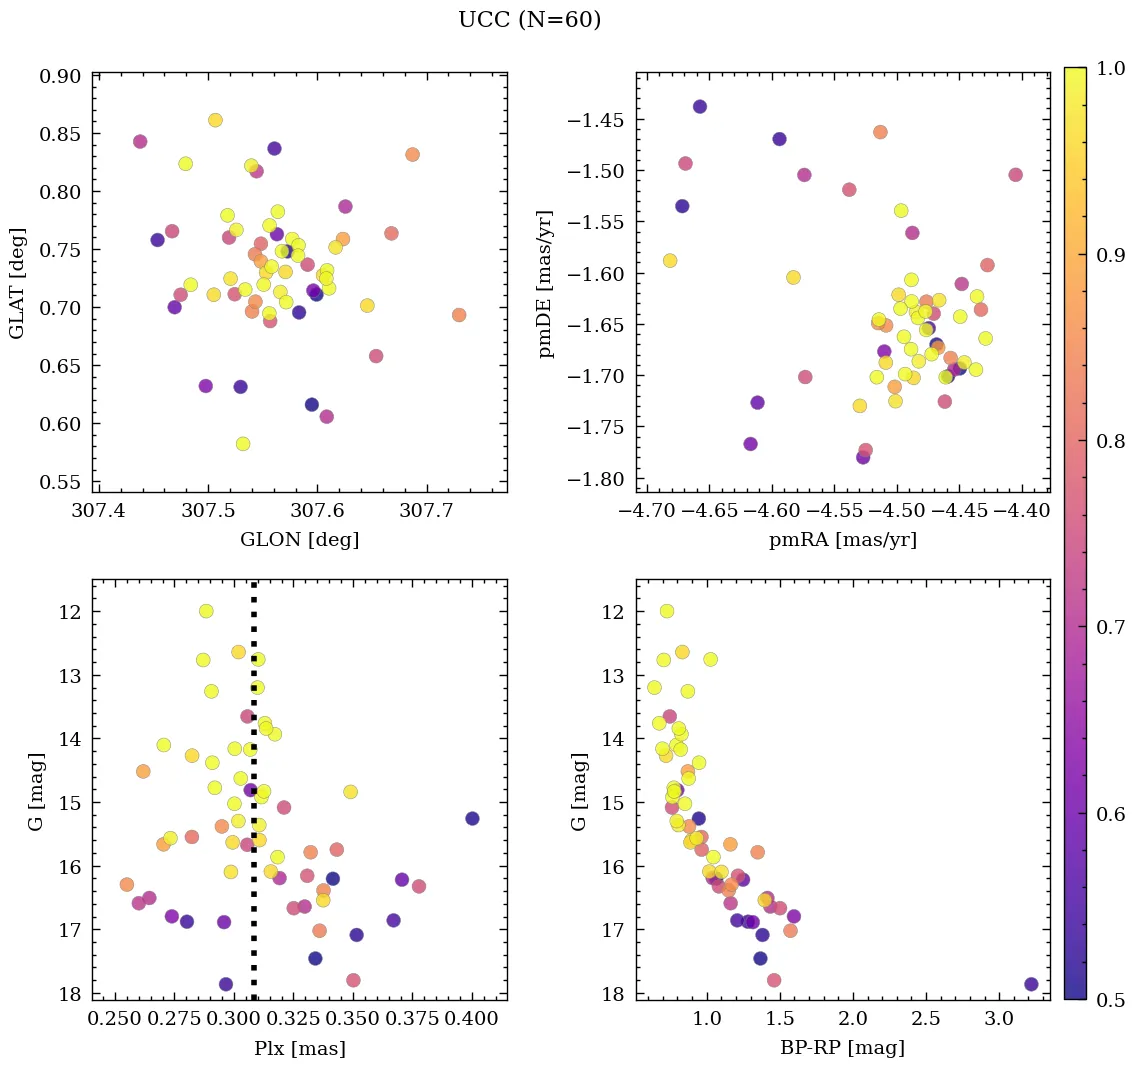 UCC (N=60)
0.90
0.85
0.80
0.75
0.70
0.65
0.60
0.55
GLAT [deg]
307.4 307.5 307.6 307.7
GLON [deg]
−1.45
−1.50
−1.55
−1.60
−1.65
−1.70
−1.75
−1.80
pmDE [mas/yr]
−4.70 −4.65 −4.60 −4.55 −4.50 −4.45 −4.40
pmRA [mas/yr]
1.0
0.9
0.8
0.7
0.6
0.5
12
13
14
15
16
17
18
G [mag]
0.250 0.275 0.300 0.325 0.350 0.375 0.400
Plx [mas]
12
13
14
15
16
17
18
G [mag]
1.0 1.5 2.0 2.5 3.0
BP-RP [mag]